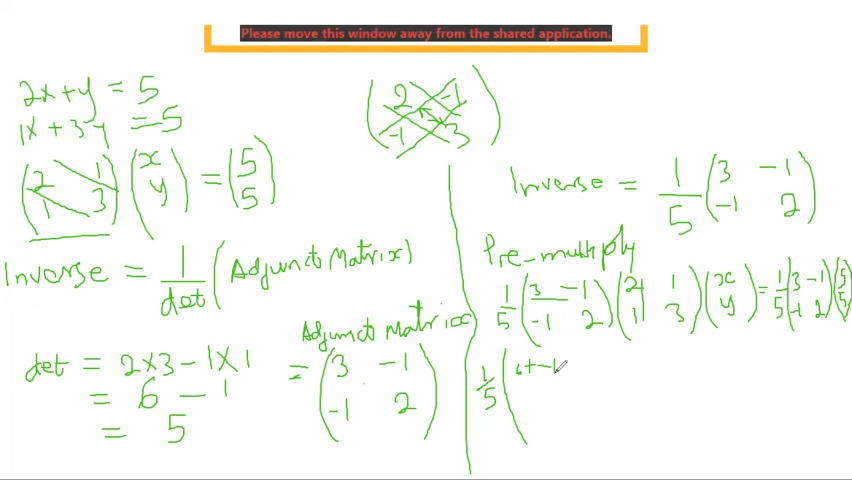 Please move this window away from the shared application.
2x + y = 5
1x + 3y = 5
(2 1
1 3) (x
y) = (5
5)
Inverse = 1/det (Adjunct Matrix)
det = 2×3 - 1×1
= 6 - 1
= 5
(2 -1
-1 3)
Adjunct Matrix
= (3 -1
-1 2)
Inverse = 1/5 (3 -1
-1 2)
Pre-multiply
1/5 (3 -1
-1 2) (2 1
1 3) (x
y) = 1/5 (3 -1
-1 2) (5
5)
1/5 (6+-1